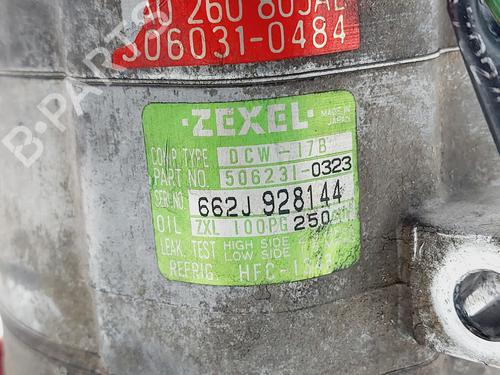 506031-0484
B-PARTS
·ZEXEL·
MADE IN JAPAN
COMP. TYPE DCW-17B
PART NO. 506231-0323
SER. NO. 662J 928144
OIL ZXL 100PG 250
LEAK TEST HIGH SIDE
LOW SIDE
REFRIG. HFC-134a